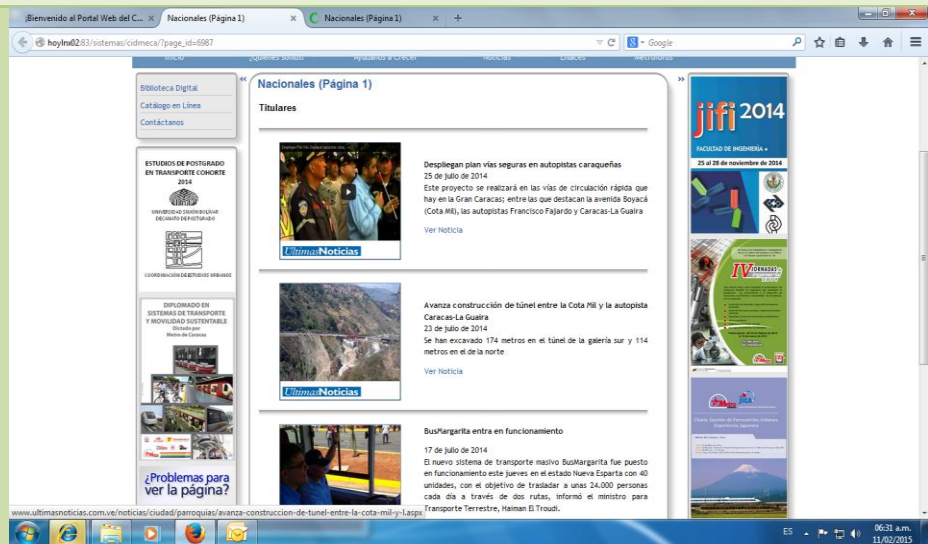 ¡Bienvenido al Portal Web del C...
Nacionales (Página 1)
Nacionales (Página 1)
hoylnx02:83/sistemas/cidmeca/?page_id=6987
Google
Inicio
¿Quiénes Somos?
Ayúdanos a Crecer
Noticias
Enlaces
Metroforos
Biblioteca Digital
Catálogo en Línea
Contáctanos
ESTUDIOS DE POSTGRADO
EN TRANSPORTE COHORTE
2014
UNIVERSIDAD SIMÓN BOLÍVAR
DECANATO DE POSTGRADO
COORDINACIÓN DE ESTUDIOS URBANOS
DIPLOMADO EN
SISTEMAS DE TRANSPORTE
Y MOVILIDAD SUSTENTABLE
Dictado por
Metro de Caracas
¿Problemas para
ver la página?
«
Nacionales (Página 1)
»
Titulares
Despliegan plan vías seguras en autopistas caraqueñas
25 de julio de 2014
Este proyecto se realizará en las vías de circulación rápida que
hay en la Gran Caracas; entre las que destacan la avenida Boyacá
(Cota Mil), las autopistas Francisco Fajardo y Caracas-La Guaira
Ver Noticia
ÚltimasNoticias
Avanza construcción de túnel entre la Cota Mil y la autopista
Caracas-La Guaira
23 de julio de 2014
Se han excavado 174 metros en el túnel de la galería sur y 114
metros en el de la norte
Ver Noticia
ÚltimasNoticias
BusMargarita entra en funcionamiento
17 de julio de 2014
El nuevo sistema de transporte masivo BusMargarita fue puesto
en funcionamiento este jueves en el estado Nueva Esparta con 40
unidades, con el objetivo de trasladar a unas 24.000 personas
cada día a través de dos rutas, informó el ministro para
Transporte Terrestre, Haiman El Troudi.
jifi 2014
FACULTAD DE INGENIERÍA
25 al 28 de noviembre de 2014
IV JORNADAS
Metro
jica
www.ultimasnoticias.com.ve/noticias/ciudad/parroquias/avanza-construccion-de-tunel-entre-la-cota-mil-y-l.aspx
ES
06:31 a.m.
11/02/2015